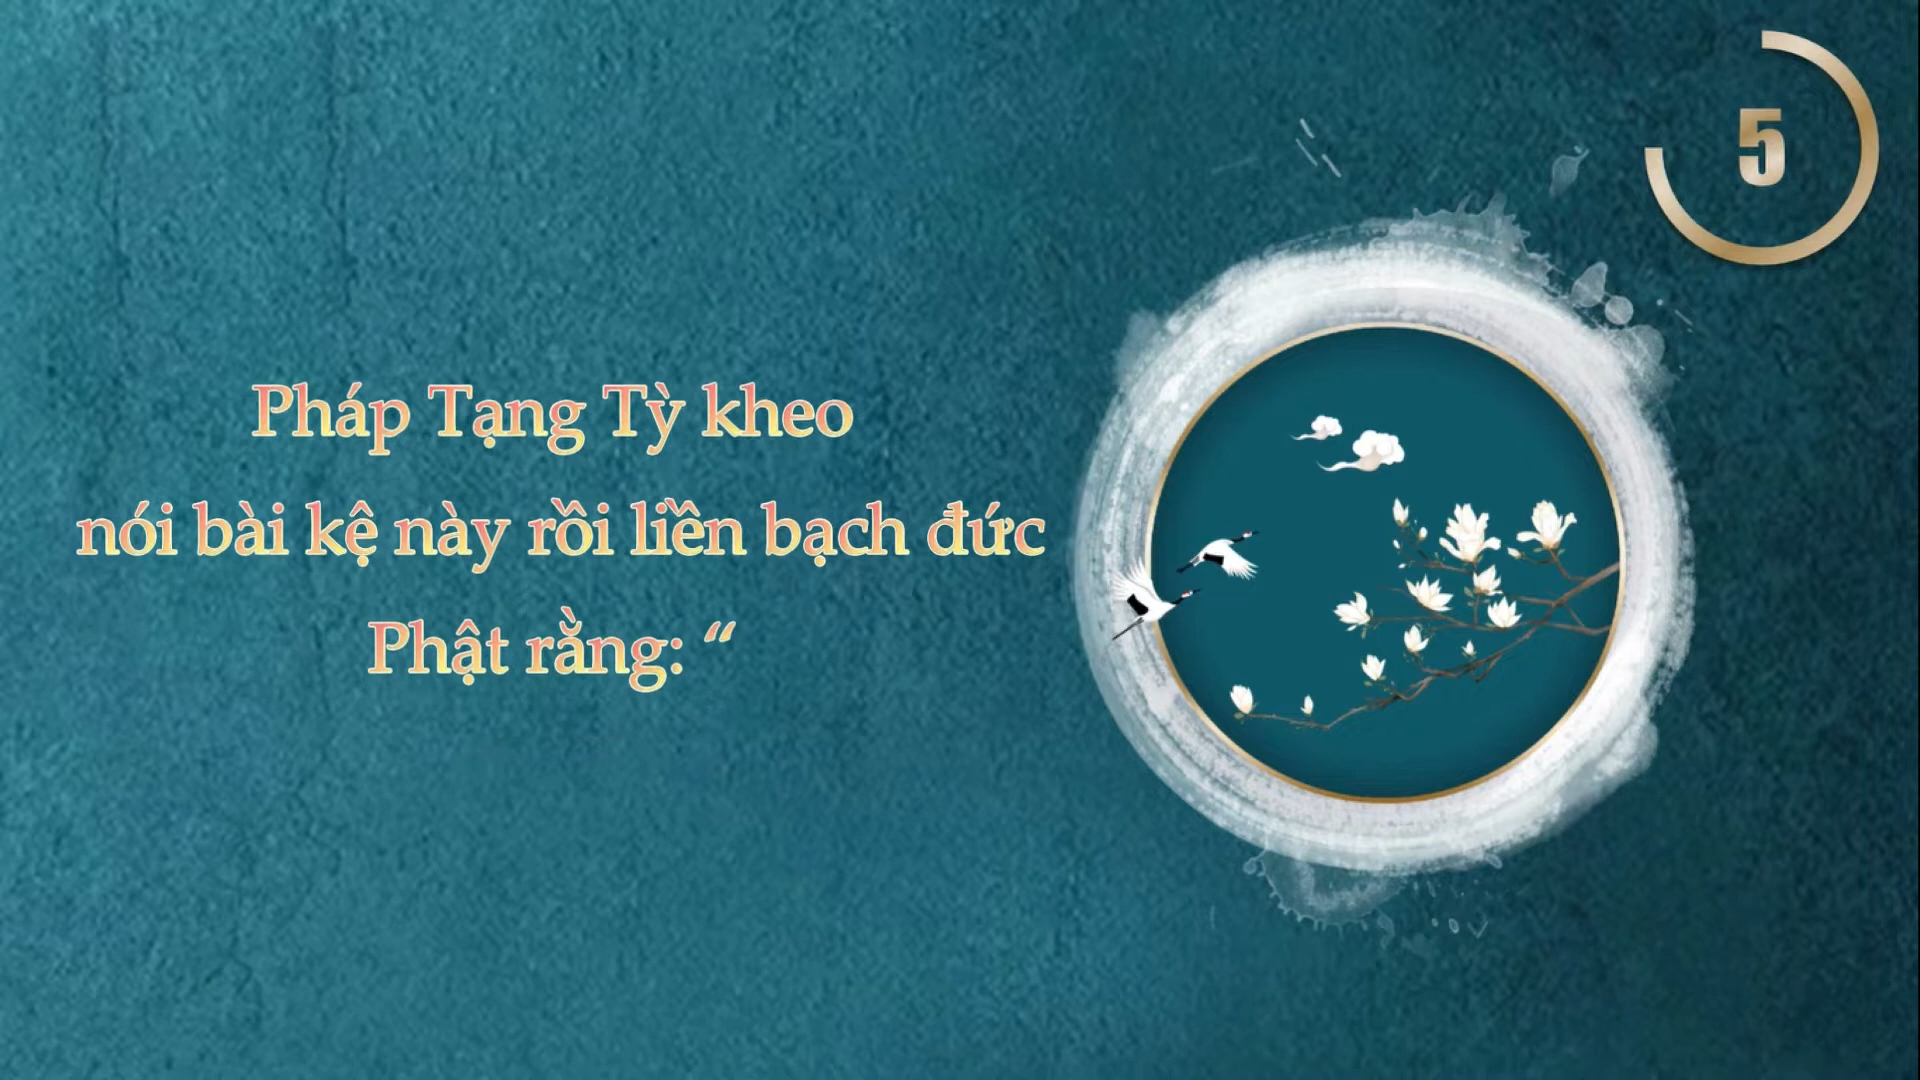 5
Pháp Tạng Tỳ kheo
nói bài kệ này rồi liền bạch đức
Phật rằng: “